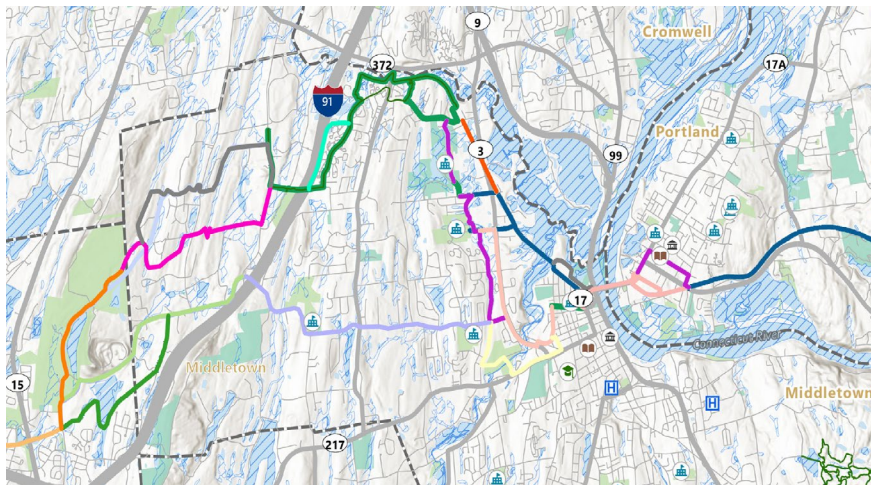 9
Cromwell
372
17A
91
Portland
3
99
17
Connecticut River
Middletown
15
Middletown
H
H
217